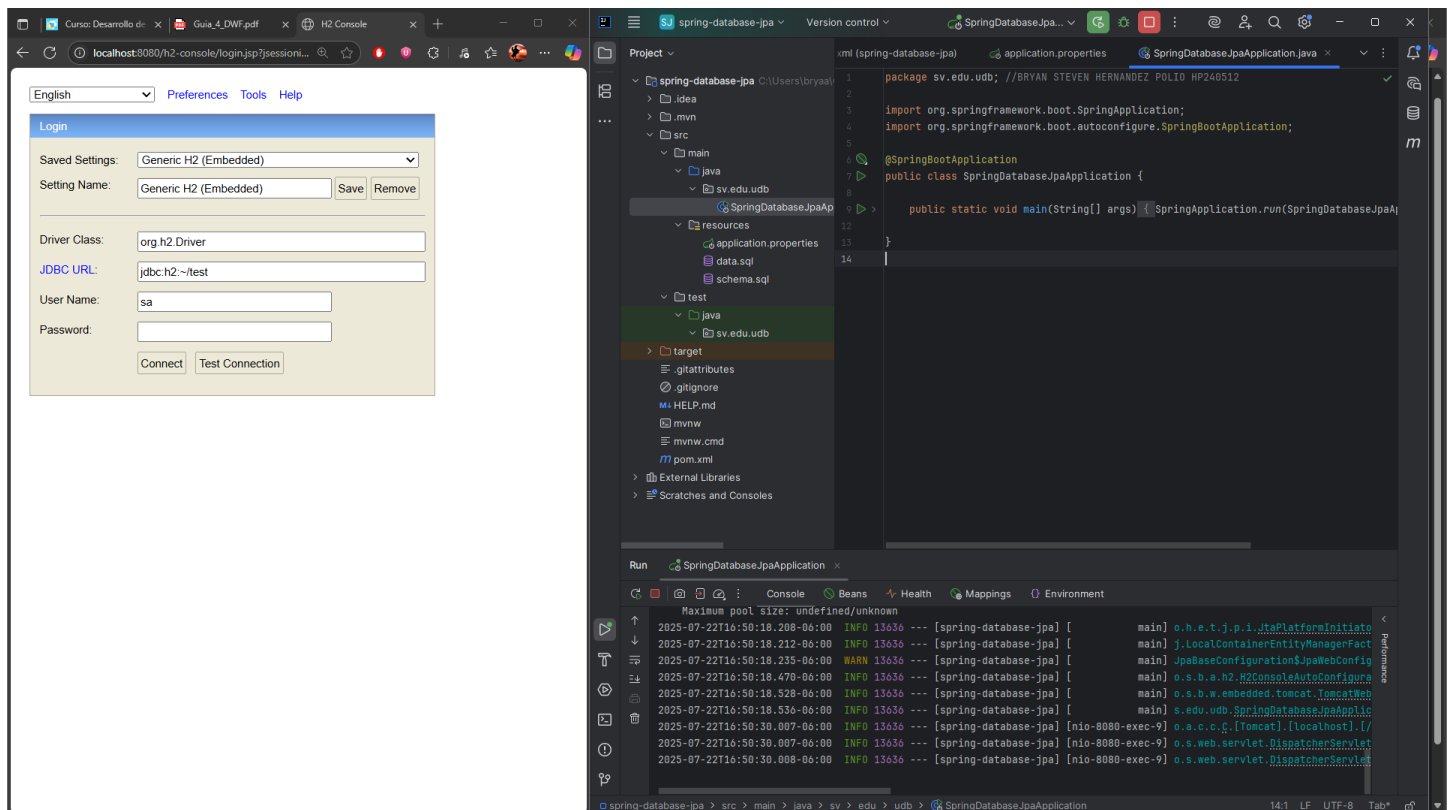 Curso: Desarrollo de
Guia_4_DWF.pdf
H2 Console
localhost:8080/h2-console/login.jsp?jsessioni...
English
Preferences Tools Help
Login
Saved Settings: Generic H2 (Embedded)
Setting Name: Generic H2 (Embedded) Save Remove
Driver Class: org.h2.Driver
JDBC URL: jdbc:h2:~/test
User Name: sa
Password:
Connect Test Connection
SJ spring-database-jpa Version control SpringDatabaseJpa...
Project
spring-database-jpa C:\Users\bryaa\
.idea
.mvn
src
main
java
sv.edu.udb
SpringDatabaseJpaAp
resources
application.properties
data.sql
schema.sql
test
java
sv.edu.udb
target
.gitattributes
.gitignore
M↓ HELP.md
mvnw
mvnw.cmd
m pom.xml
External Libraries
Scratches and Consoles
xml (spring-database-jpa) application.properties SpringDatabaseJpaApplication.java
1 package sv.edu.udb; //BRYAN STEVEN HERNANDEZ POLIO HP240512
2
3 import org.springframework.boot.SpringApplication;
4 import org.springframework.boot.autoconfigure.SpringBootApplication;
5
6 @SpringBootApplication
7 public class SpringDatabaseJpaApplication {
8
9 public static void main(String[] args) { SpringApplication.run(SpringDatabaseJpaAp
12
13 }
14
m
Run SpringDatabaseJpaApplication
Console Beans Health Mappings Environment
Maximum pool size: undefined/unknown
2025-07-22T16:50:18.208-06:00 INFO 13636 --- [spring-database-jpa] [ main] o.h.e.t.j.p.i.JtaPlatformInitiato
2025-07-22T16:50:18.212-06:00 INFO 13636 --- [spring-database-jpa] [ main] j.LocalContainerEntityManagerFact
2025-07-22T16:50:18.235-06:00 WARN 13636 --- [spring-database-jpa] [ main] JpaBaseConfiguration$JpaWebConfig
2025-07-22T16:50:18.470-06:00 INFO 13636 --- [spring-database-jpa] [ main] o.s.b.a.h2.H2ConsoleAutoConfigura
2025-07-22T16:50:18.528-06:00 INFO 13636 --- [spring-database-jpa] [ main] o.s.b.w.embedded.tomcat.TomcatWeb
2025-07-22T16:50:18.536-06:00 INFO 13636 --- [spring-database-jpa] [ main] s.edu.udb.SpringDatabaseJpaApplic
2025-07-22T16:50:30.007-06:00 INFO 13636 --- [spring-database-jpa] [nio-8080-exec-9] o.a.c.c.C.[Tomcat].[localhost].[/
2025-07-22T16:50:30.007-06:00 INFO 13636 --- [spring-database-jpa] [nio-8080-exec-9] o.s.web.servlet.DispatcherServlet
2025-07-22T16:50:30.008-06:00 INFO 13636 --- [spring-database-jpa] [nio-8080-exec-9] o.s.web.servlet.DispatcherServlet
Performance
spring-database-jpa > src > main > java > sv > edu > udb > SpringDatabaseJpaApplication 14:1 LF UTF-8 Tab*